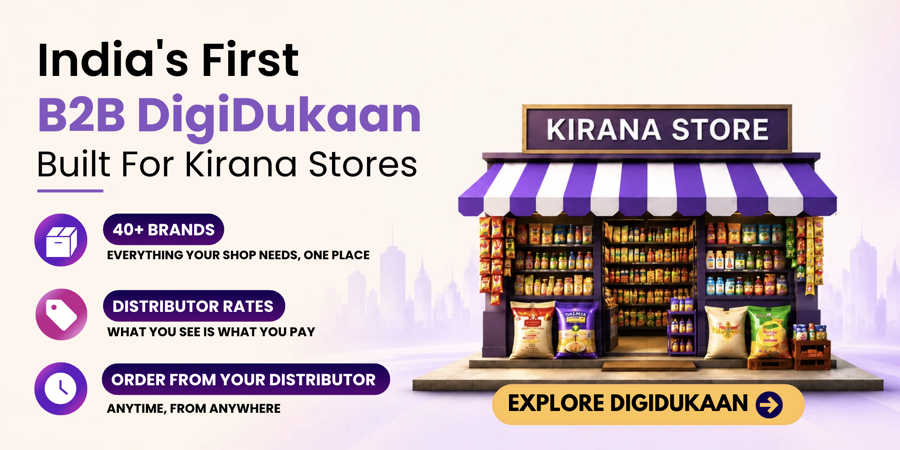 India's First
B2B DigiDukaan
Built For Kirana Stores
40+ BRANDS
EVERYTHING YOUR SHOP NEEDS, ONE PLACE
DISTRIBUTOR RATES
WHAT YOU SEE IS WHAT YOU PAY
ORDER FROM YOUR DISTRIBUTOR
ANYTIME, FROM ANYWHERE
KIRANA STORE
EXPLORE DIGIDUKAAN